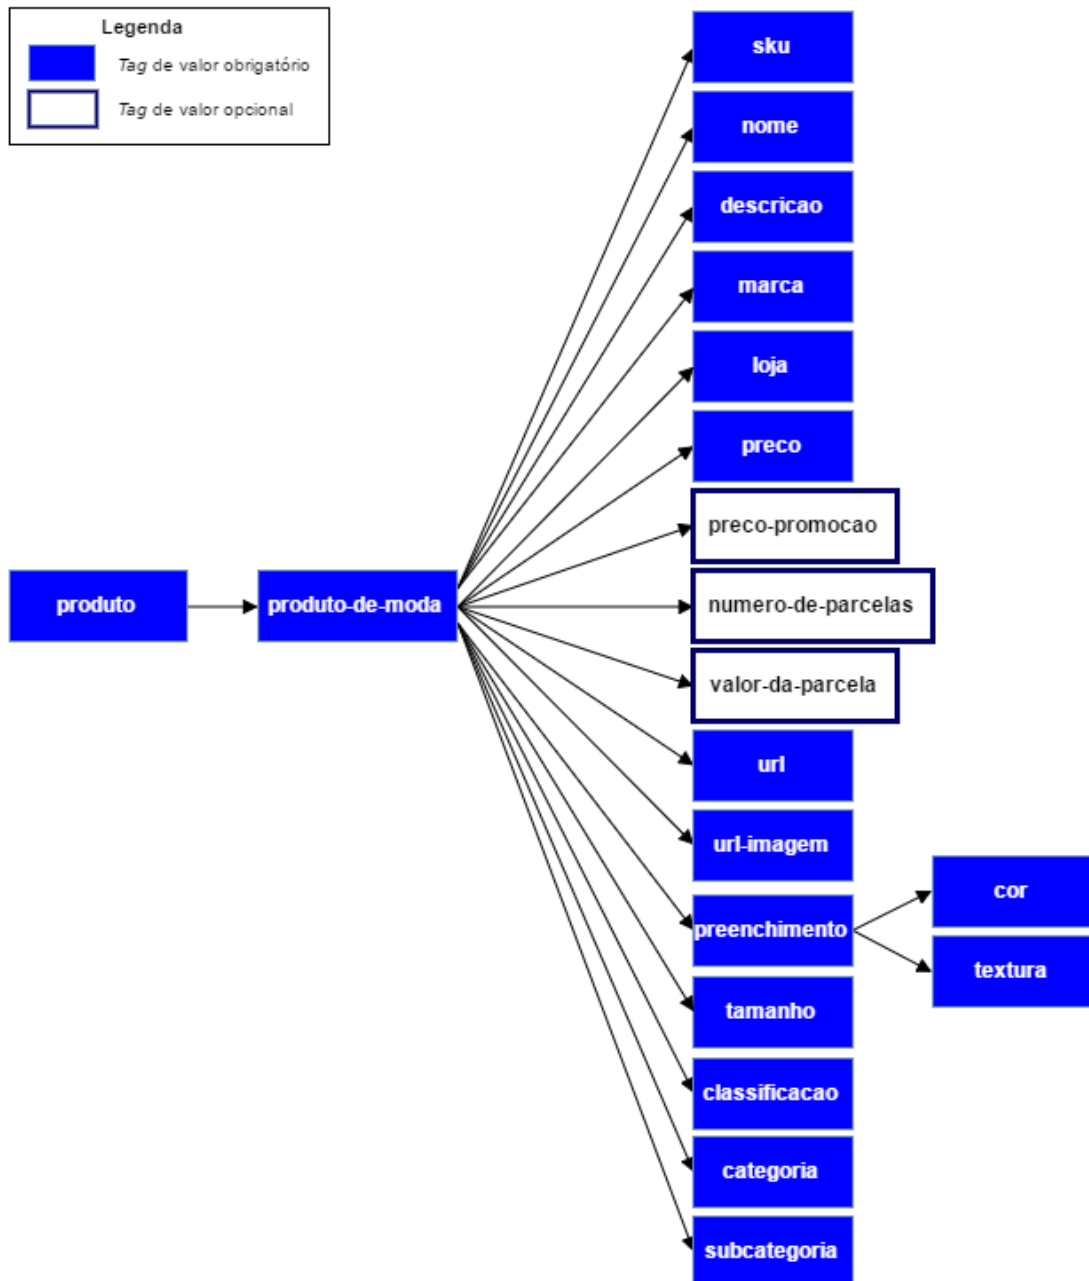 Legenda
Tag de valor obrigatório
Tag de valor opcional
sku
nome
descricao
marca
loja
preco
preco-promocao
produto
produto-de-moda
numero-de-parcelas
valor-da-parcela
url
url-imagem
preenchimento
cor
textura
tamanho
classificacao
categoria
subcategoria